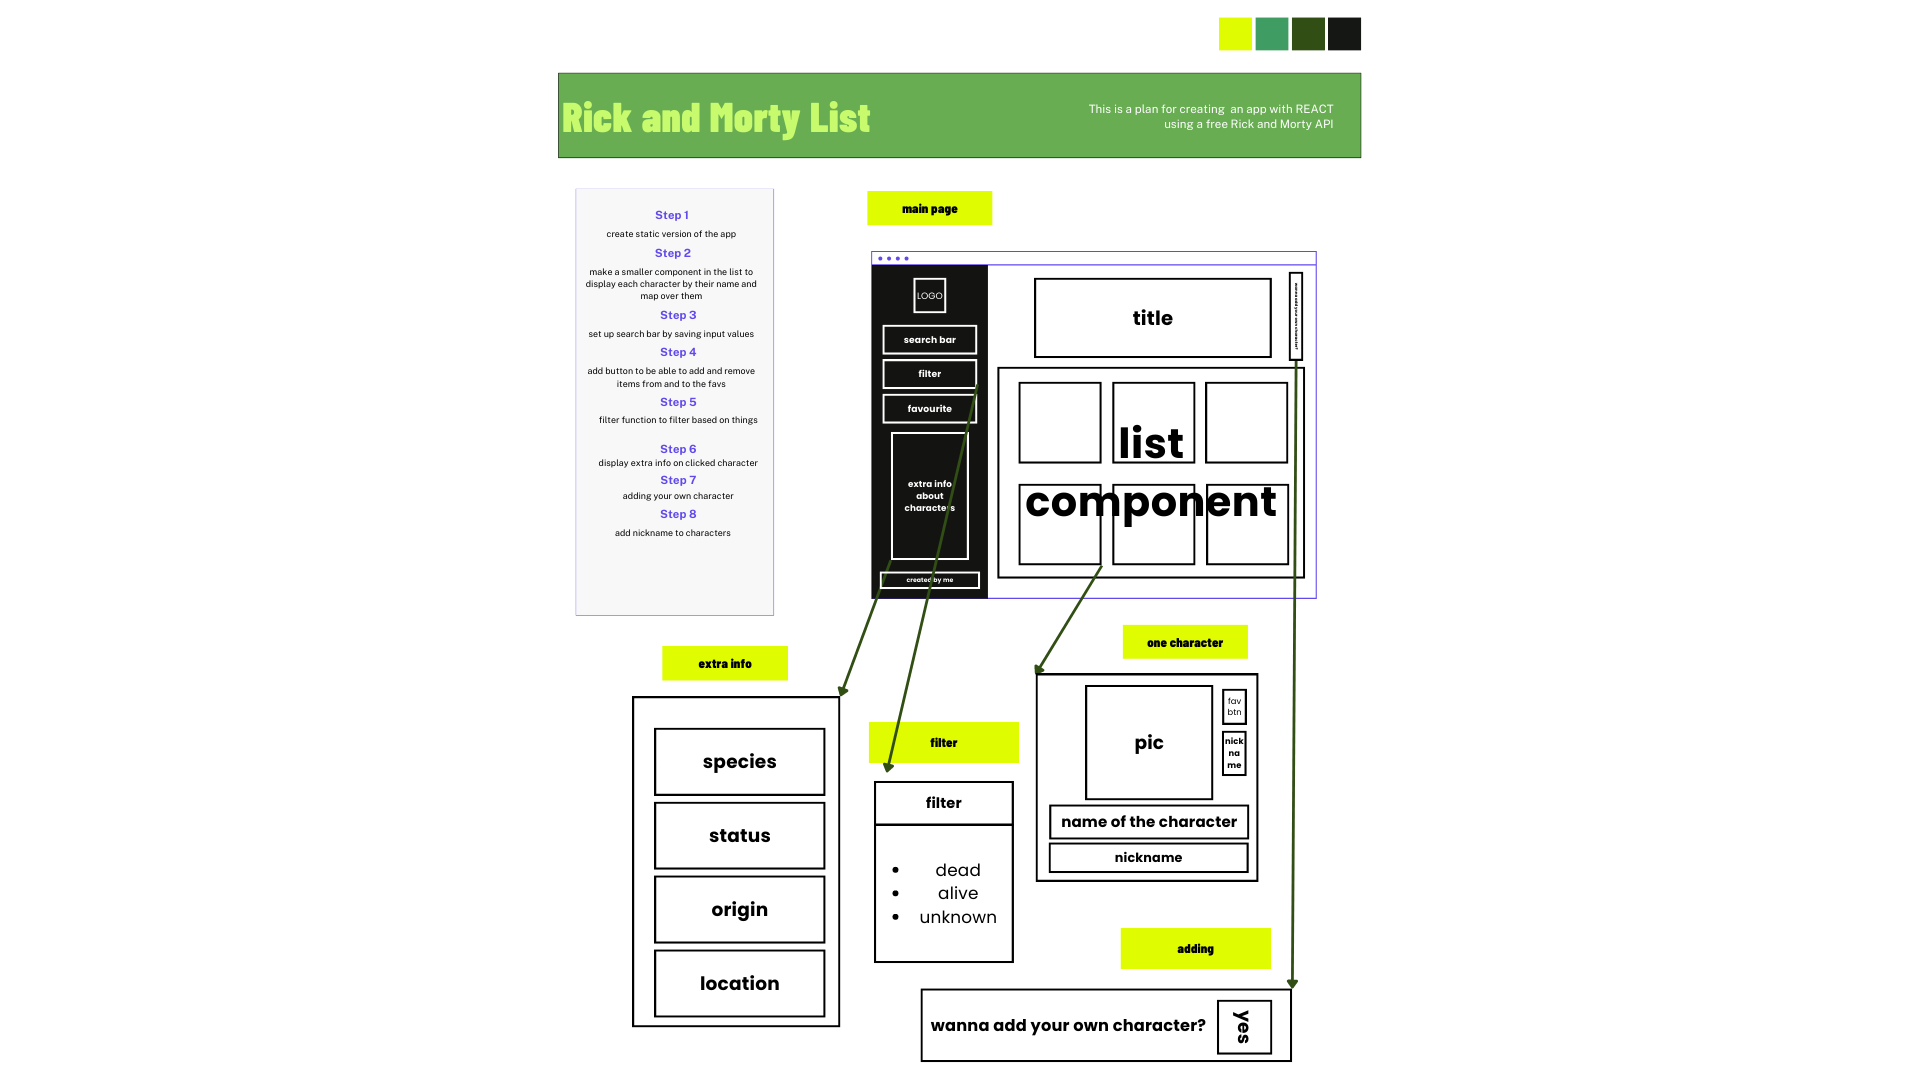 Rick and Morty List
This is a plan for creating an app with REACT
using a free Rick and Morty API
Step 1
create static version of the app
Step 2
make a smaller component in the list to
display each character by their name and
map over them
Step 3
set up search bar by saving input values
Step 4
add button to be able to add and remove
items from and to the favs
Step 5
filter function to filter based on things
Step 6
display extra info on clicked character
Step 7
adding your own character
Step 8
add nickname to characters
main page
LOGO
search bar
filter
favourite
extra info
about
characters
created by me
title
wanna add your own character?
list
component
extra info
species
status
origin
location
filter
filter
dead
alive
unknown
one character
pic
fav
btn
nick
na
me
name of the character
nickname
adding
wanna add your own character?
yes